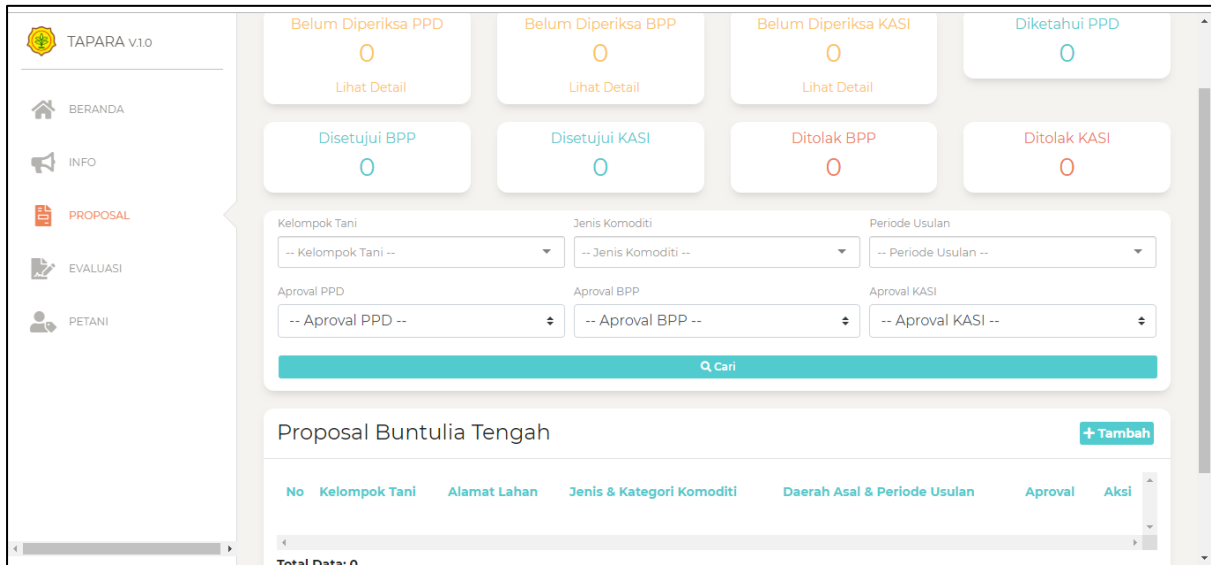 TAPARA V.1.0
BERANDA
INFO
PROPOSAL
EVALUASI
PETANI
Belum Diperiksa PPD
0
Lihat Detail
Belum Diperiksa BPP
0
Lihat Detail
Belum Diperiksa KASI
0
Lihat Detail
Diketahui PPD
0
Disetujui BPP
0
Disetujui KASI
0
Ditolak BPP
0
Ditolak KASI
0
Kelompok Tani
-- Kelompok Tani --
Jenis Komoditi
-- Jenis Komoditi --
Periode Usulan
-- Periode Usulan --
Aproval PPD
-- Aproval PPD --
Aproval BPP
-- Aproval BPP --
Aproval KASI
-- Aproval KASI --
Cari
Proposal Buntulia Tengah
+ Tambah
No Kelompok Tani Alamat Lahan Jenis & Kategori Komoditi Daerah Asal & Periode Usulan Aproval Aksi
Total Data: 0